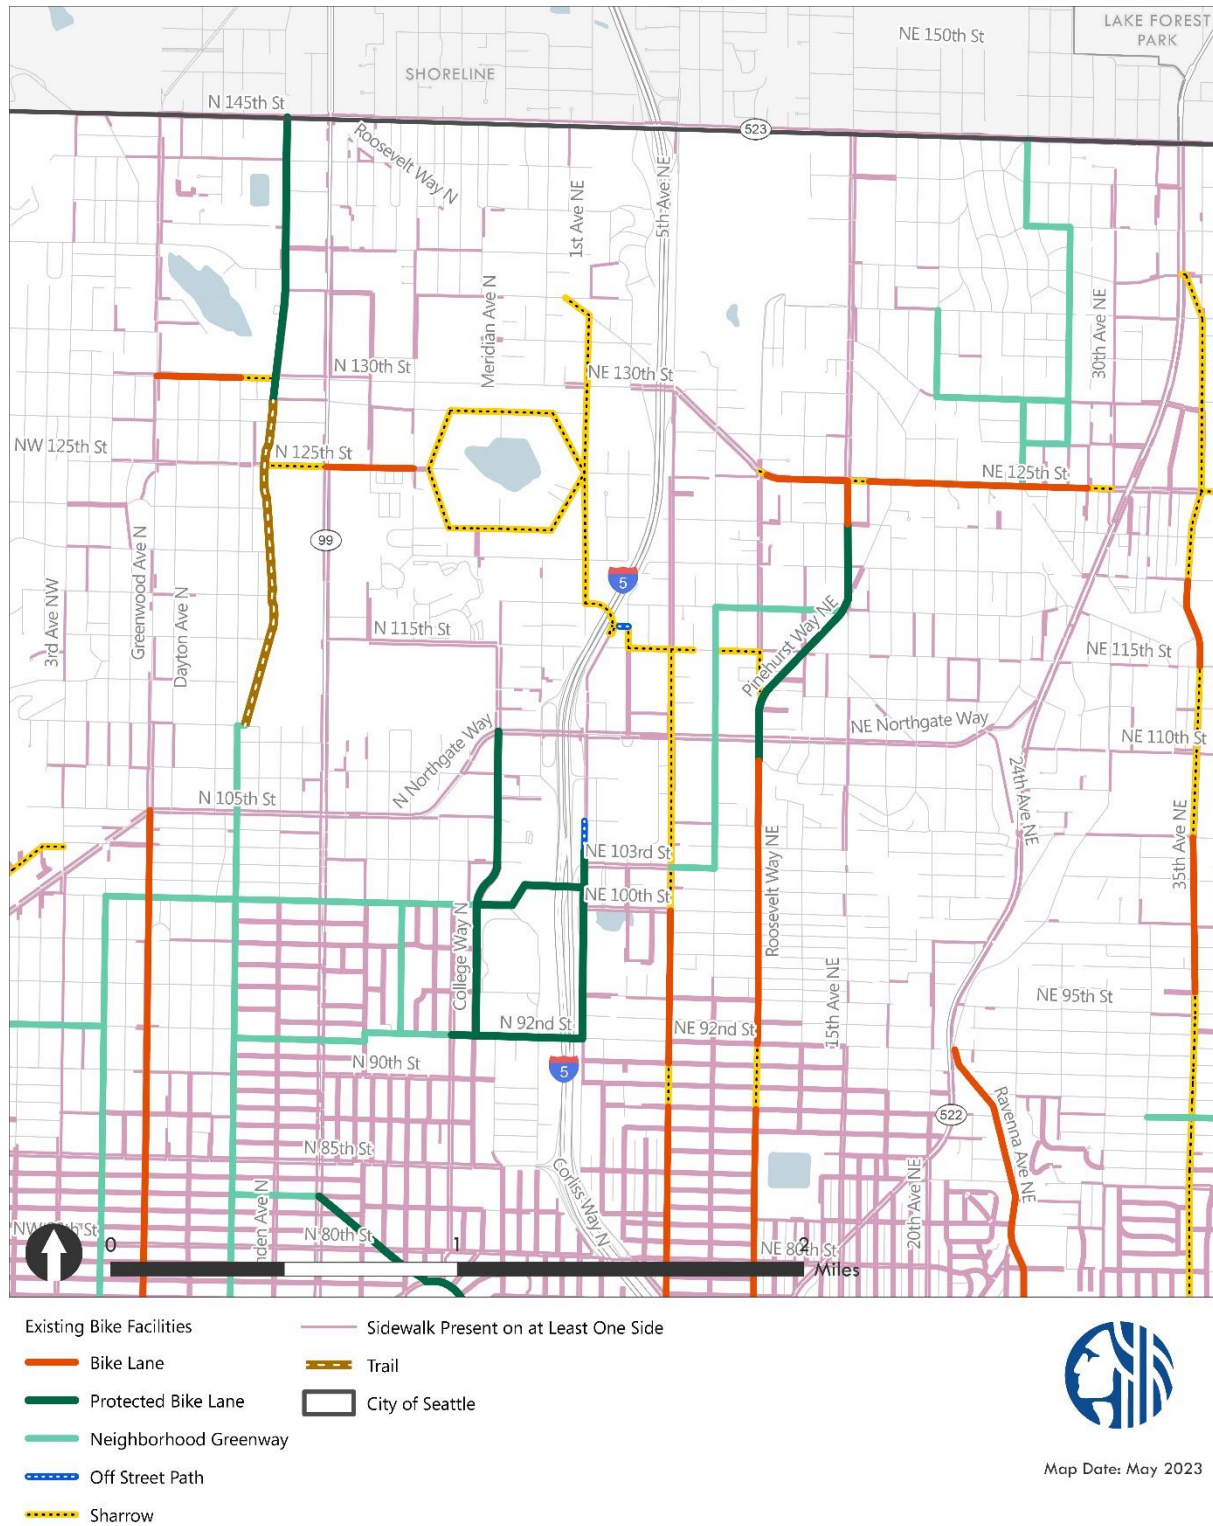 LAKE FOREST
PARK
NE 150th St
SHORELINE
N 145th St
523
Roosevelt Way N
1st Ave NE
5th Ave NE
Meridian Ave N
30th Ave NE
N 130th St
NE 130th St
NW 125th St
N 125th St
NE 125th St
99
5
3rd Ave NW
Greenwood Ave N
Dayton Ave N
N 115th St
Pinehurst Way NE
NE 115th St
N Northgate Way
NE Northgate Way
NE 110th St
24th Ave NE
N 105th St
NE 103rd St
35th Ave NE
NE 100th St
Roosevelt Way NE
College Way N
15th Ave NE
NE 95th St
N 92nd St
NE 92nd St
N 90th St
5
522
Ravenna Ave NE
N 85th St
Corliss Way N
20th Ave NE
nden Ave N
N 80th St
NE 80th St
0
1
2
Miles
Existing Bike Facilities
Bike Lane
Protected Bike Lane
Neighborhood Greenway
Off Street Path
Sharrow
Sidewalk Present on at Least One Side
Trail
City of Seattle
Map Date: May 2023